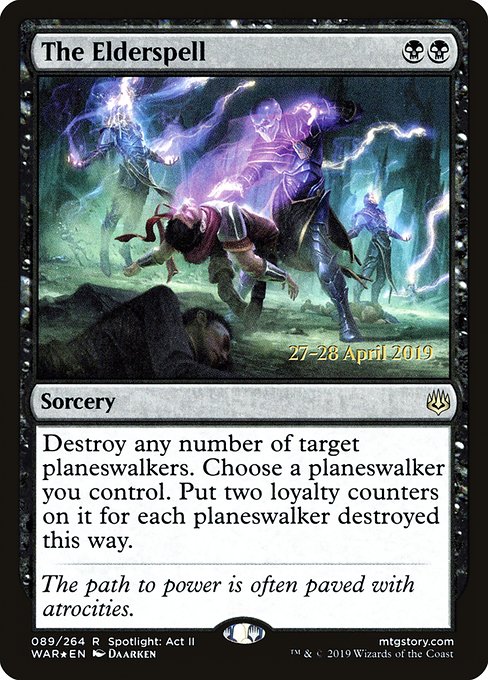 The Elderspell
27–28 April 2019
Sorcery
Destroy any number of target
planeswalkers. Choose a planeswalker
you control. Put two loyalty counters
on it for each planeswalker destroyed
this way.
The path to power is often paved with
atrocities.
089/264 R Spotlight: Act II
mtgstory.com
WAR★EN Daarken
™ & © 2019 Wizards of the Coast